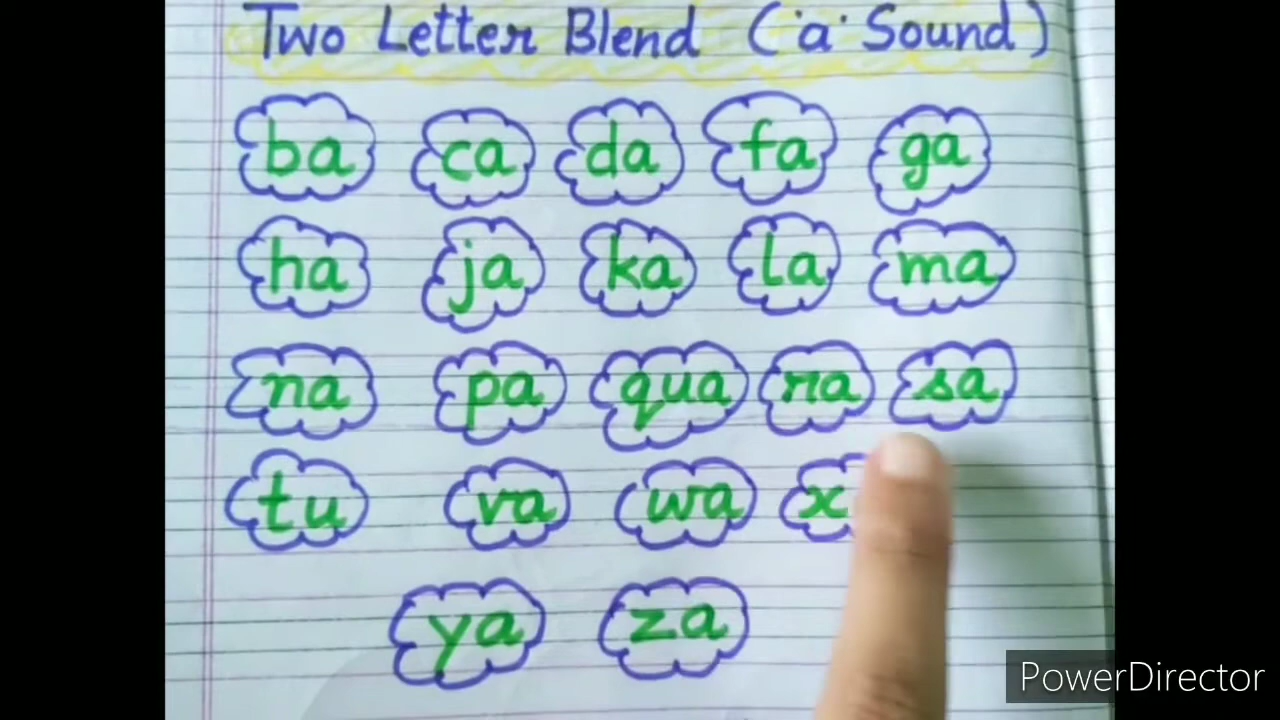 Two Letter Blend ('a' Sound)
ba ca da fa ga
ha ja ka la ma
na pa qua ra sa
tu va wa x
ya za
PowerDirector